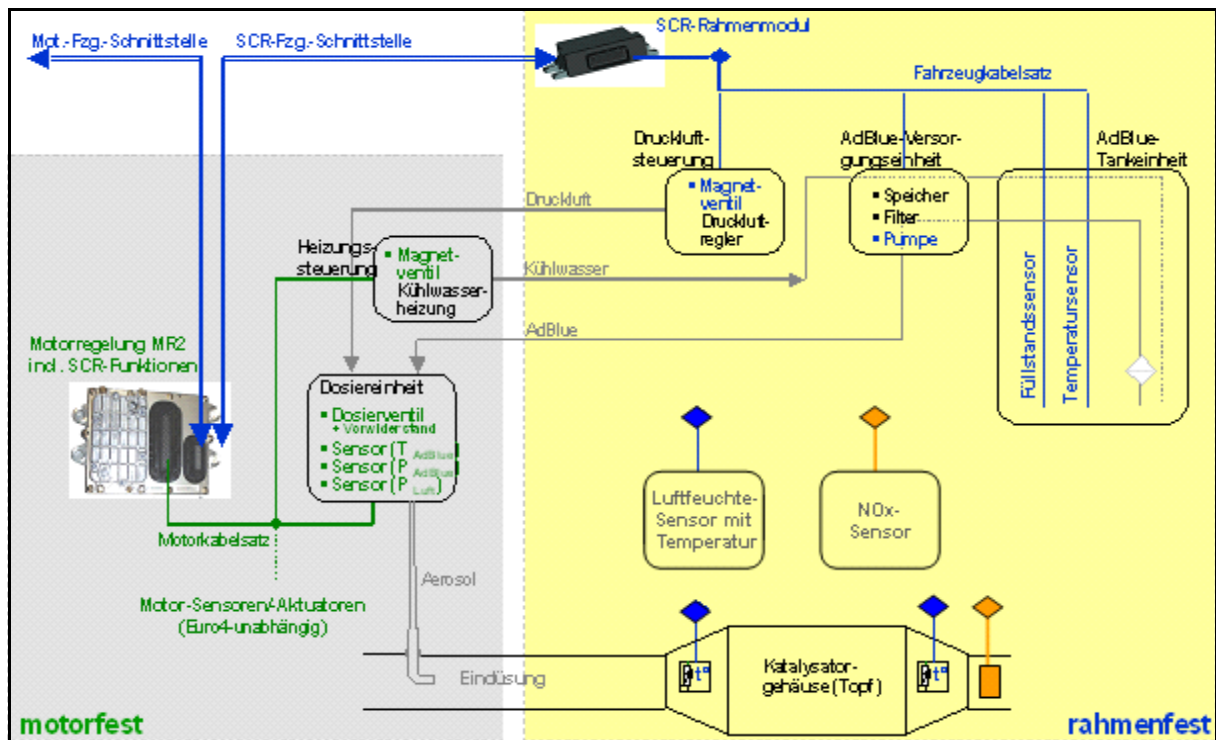 Mot.-Fzg.-Schnittstelle
SCR-Fzg.-Schnittstelle
SCR-Rahmenmodul
Fahrzeugkabelsatz
Druckluft-
steuerung
AdBlue-Versor-
gungseinheit
AdBlue-
Tankeinheit
▪ Magnet-
ventil
Druckluft-
regler
▪ Speicher
▪ Filter
▪ Pumpe
Druckluft
Heizungs-
steuerung
▪ Magnet-
ventil
Kühlwasser-
heizung
Kühlwasser
AdBlue
Füllstandssensor
Temperatursensor
Motorregelung MR2
incl. SCR-Funktionen
Dosiereinheit
▪ Dosierventil
+ Vorwiderstand
▪ Sensor (T AdBlue)
▪ Sensor (P AdBlue)
▪ Sensor (P Luft)
Luftfeuchte-
Sensor mit
Temperatur
NOx-
Sensor
Motorkabelsatz
Aerosol
Motor-Sensoren/-Aktuatoren
(Euro4-unabhängig)
Eindüsung
t°
Katalysator-
gehäuse (Topf)
t°
motorfest
rahmenfest